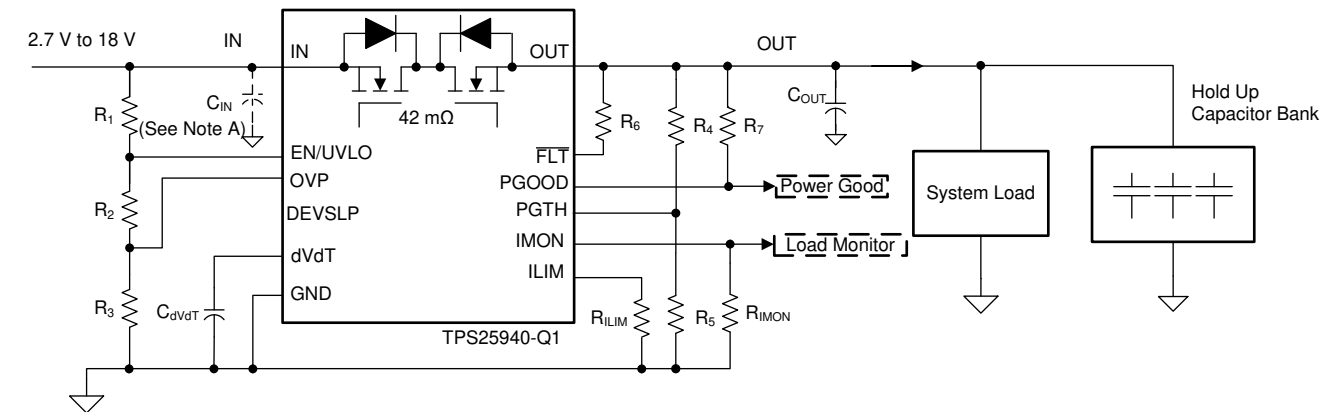 2.7 V to 18 V
IN
IN
OUT
OUT
42 mΩ
R1
CIN
(See Note A)
EN/UVLO
OVP
R2
DEVSLP
dVdT
GND
R3
CdVdT
FLT
PGOOD
PGTH
IMON
ILIM
TPS25940-Q1
R6
R4
R7
COUT
Power Good
Load Monitor
RILIM
R5
RIMON
System Load
Hold Up
Capacitor Bank